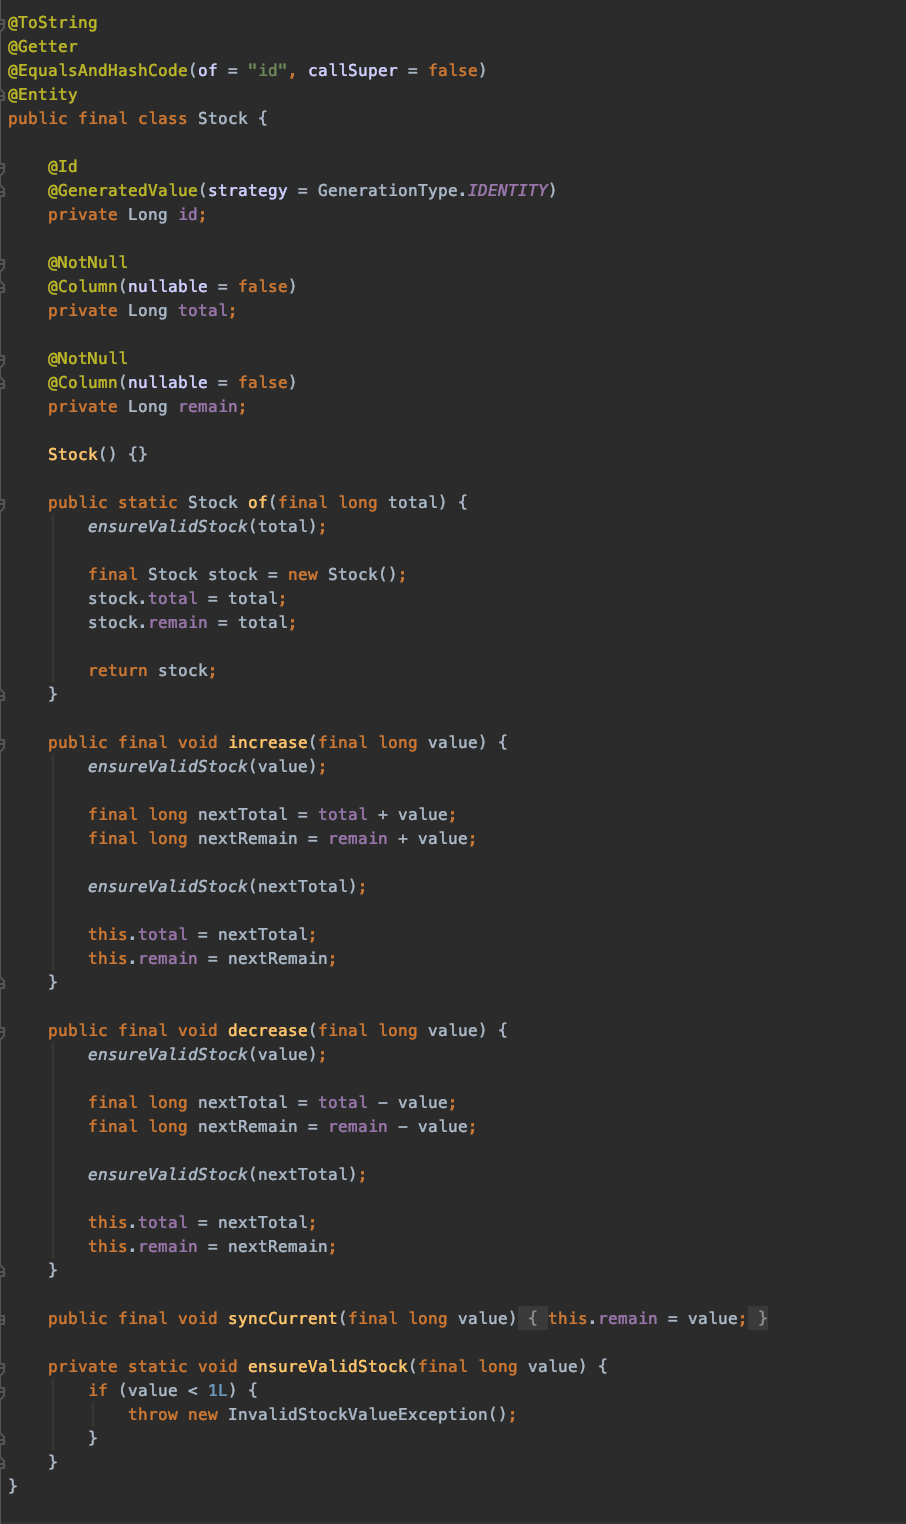 @ToString
@Getter
@EqualsAndHashCode(of = "id", callSuper = false)
@Entity
public final class Stock {
@Id
@GeneratedValue(strategy = GenerationType.IDENTITY)
private Long id;
@NotNull
@Column(nullable = false)
private Long total;
@NotNull
@Column(nullable = false)
private Long remain;
Stock() {}
public static Stock of(final long total) {
ensureValidStock(total);
final Stock stock = new Stock();
stock.total = total;
stock.remain = total;
return stock;
}
public final void increase(final long value) {
ensureValidStock(value);
final long nextTotal = total + value;
final long nextRemain = remain + value;
ensureValidStock(nextTotal);
this.total = nextTotal;
this.remain = nextRemain;
}
public final void decrease(final long value) {
ensureValidStock(value);
final long nextTotal = total - value;
final long nextRemain = remain - value;
ensureValidStock(nextTotal);
this.total = nextTotal;
this.remain = nextRemain;
}
public final void syncCurrent(final long value) { this.remain = value; }
private static void ensureValidStock(final long value) {
if (value < 1L) {
throw new InvalidStockValueException();
}
}
}